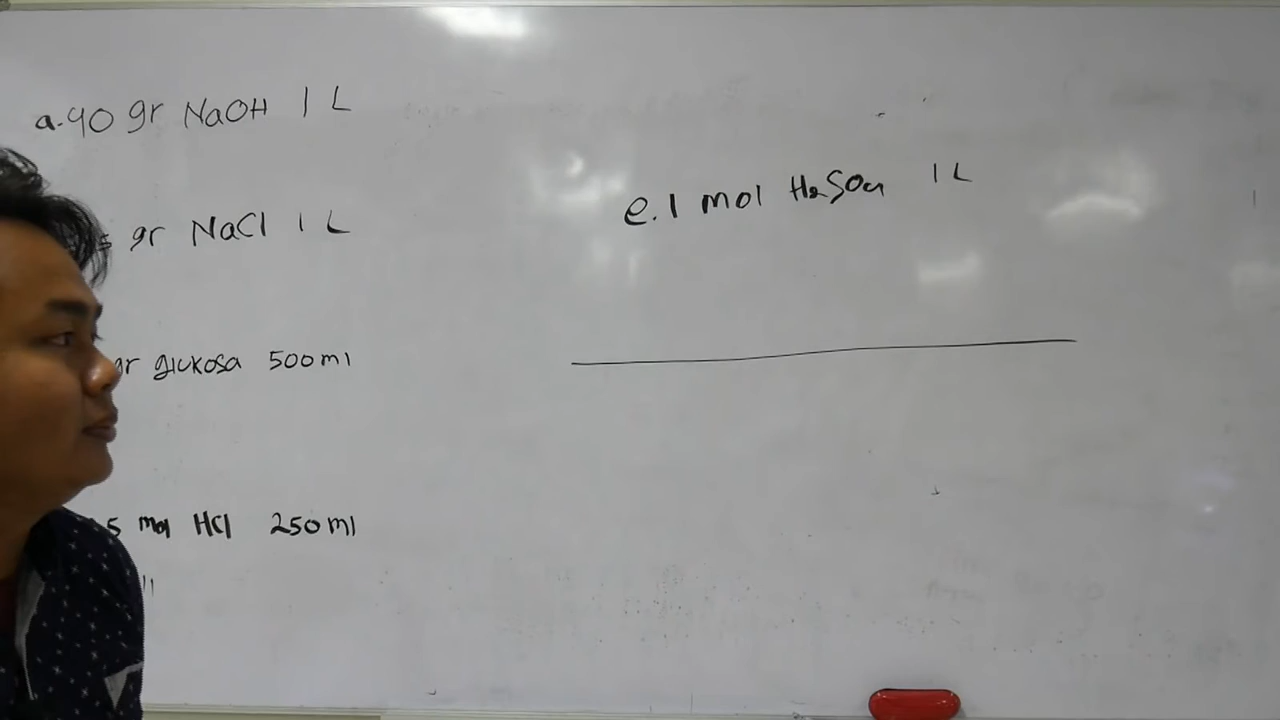 a. 40 gr NaOH 1 L
gr NaCl 1 L
gr glukosa 500 ml
5 mol HCl 250 ml
e. 1 mol H₂SO₄ 1 L